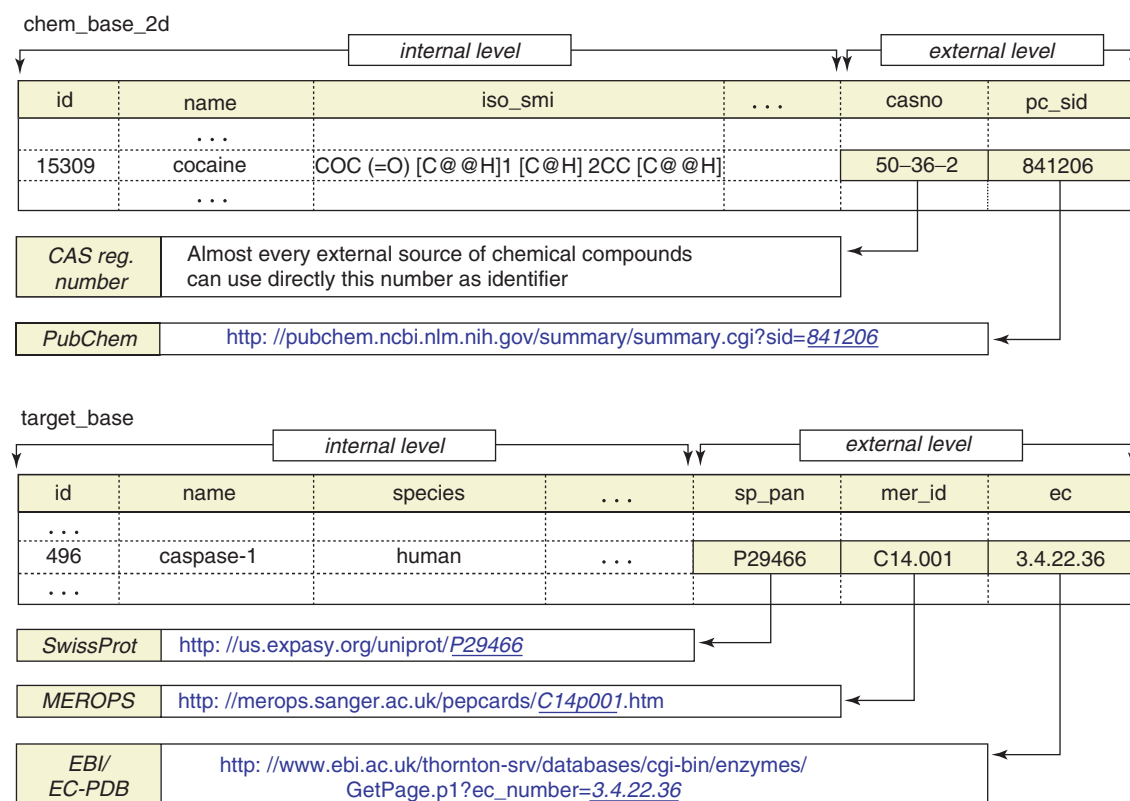 chem_base_2d
internal level external level
id name iso_smi . . . casno pc_sid
. . .
15309 cocaine COC (=O) [C@@H]1 [C@H] 2CC [C@@H] 50–36–2 841206
. . .
CAS reg. number
Almost every external source of chemical compounds
can use directly this number as identifier
PubChem http: //pubchem.ncbi.nlm.nih.gov/summary/summary.cgi?sid=841206
target_base
internal level external level
id name species . . . sp_pan mer_id ec
. . .
496 caspase-1 human . . . P29466 C14.001 3.4.22.36
. . .
SwissProt http: //us.expasy.org/uniprot/P29466
MEROPS http: //merops.sanger.ac.uk/pepcards/C14p001.htm
EBI/
EC-PDB
http: //www.ebi.ac.uk/thornton-srv/databases/cgi-bin/enzymes/
GetPage.p1?ec_number=3.4.22.36